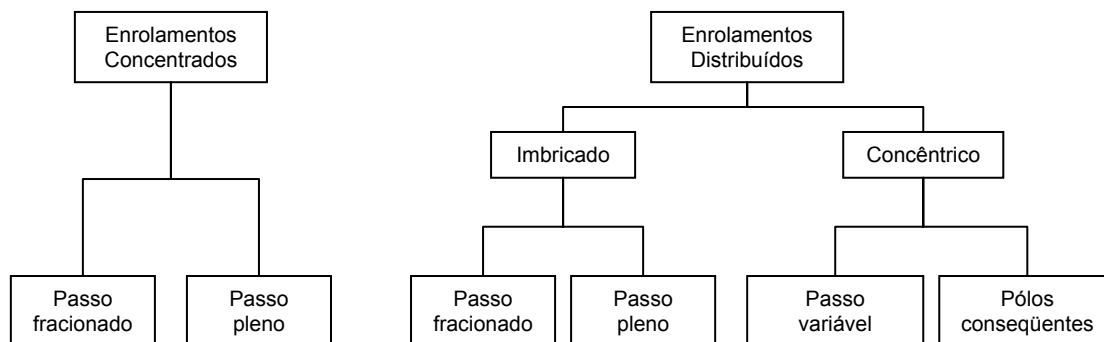 Enrolamentos
Concentrados
Enrolamentos
Distribuídos
Imbricado
Concêntrico
Passo
fracionado
Passo
pleno
Passo
fracionado
Passo
pleno
Passo
variável
Pólos
conseqüentes